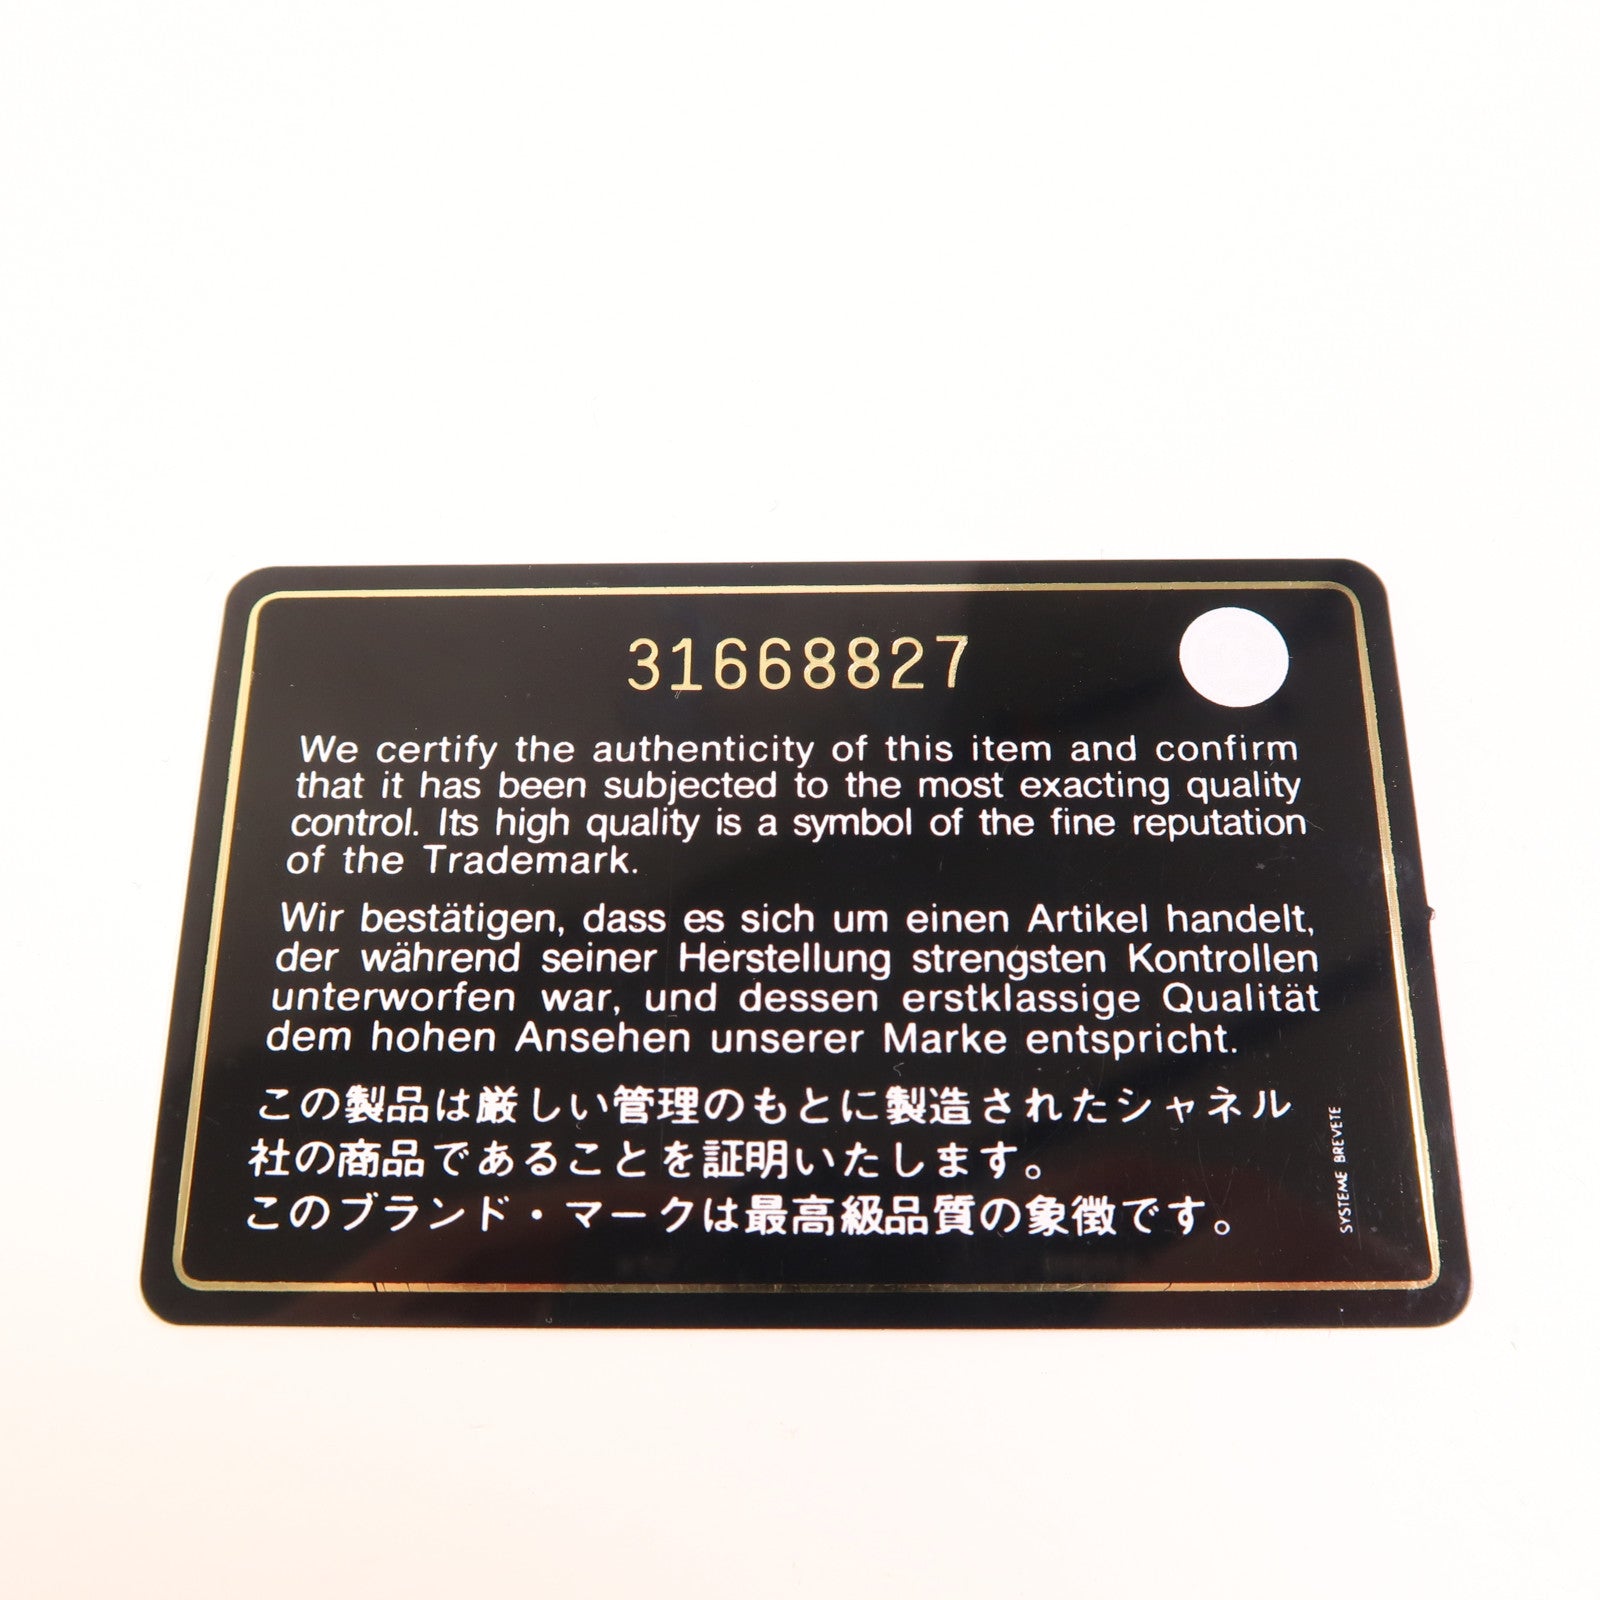 31668827
We certify the authenticity of this item and confirm
that it has been subjected to the most exacting quality
control. Its high quality is a symbol of the fine reputation
of the Trademark.
Wir bestätigen, dass es sich um einen Artikel handelt,
der während seiner Herstellung strengsten Kontrollen
unterworfen war, und dessen erstklassige Qualität
dem hohen Ansehen unserer Marke entspricht.
この製品は厳しい管理のもとに製造されたシャネル
社の商品であることを証明いたします。
このブランド・マークは最高級品質の象徴です。
SYSTEME BREVETE